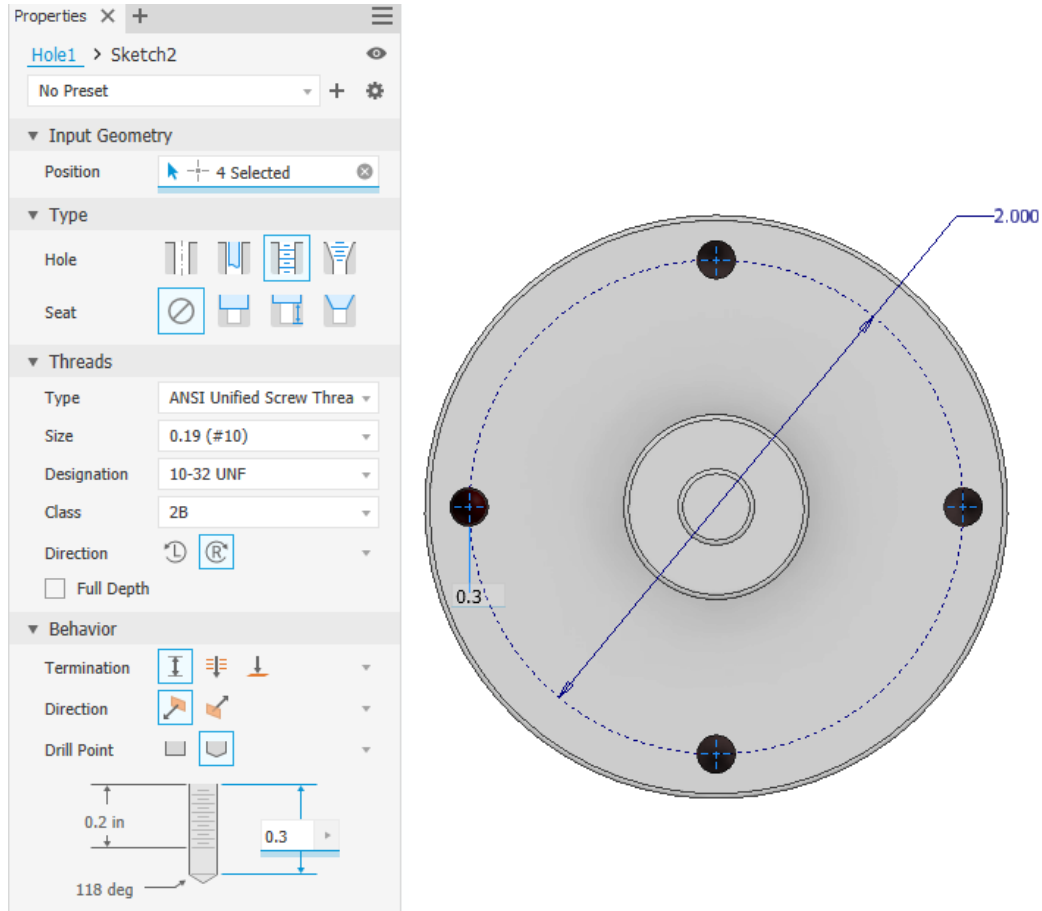 Properties
Hole1 > Sketch2
No Preset
Input Geometry
Position 4 Selected
Type
Hole
Seat
Threads
Type ANSI Unified Screw Threa
Size 0.19 (#10)
Designation 10-32 UNF
Class 2B
Direction L R
Full Depth
Behavior
Termination
Direction
Drill Point
0.2 in
0.3
118 deg
2.000
0.3